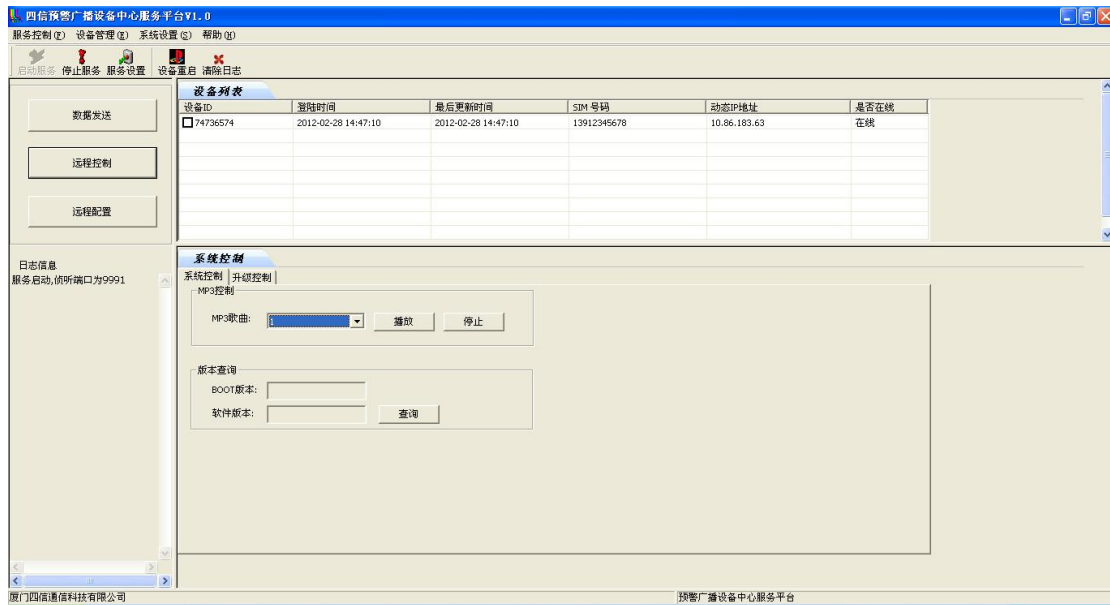 四信预警广播设备中心服务平台V1.0
服务控制(F) 设备管理(E) 系统设置(S) 帮助(H)
启动服务 停止服务 服务设置 设备重启 清除日志
数据发送
远程控制
远程配置
日志信息
服务启动,侦听端口为9991
设备列表
设备ID 登陆时间 最后更新时间 SIM 号码 动态IP地址 是否在线
74736574 2012-02-28 14:47:10 2012-02-28 14:47:10 13912345678 10.86.183.63 在线
系统控制
系统控制 升级控制
MP3控制
MP3歌曲: 1 播放 停止
版本查询
BOOT版本:
软件版本: 查询
厦门四信通信科技有限公司 预警广播设备中心服务平台